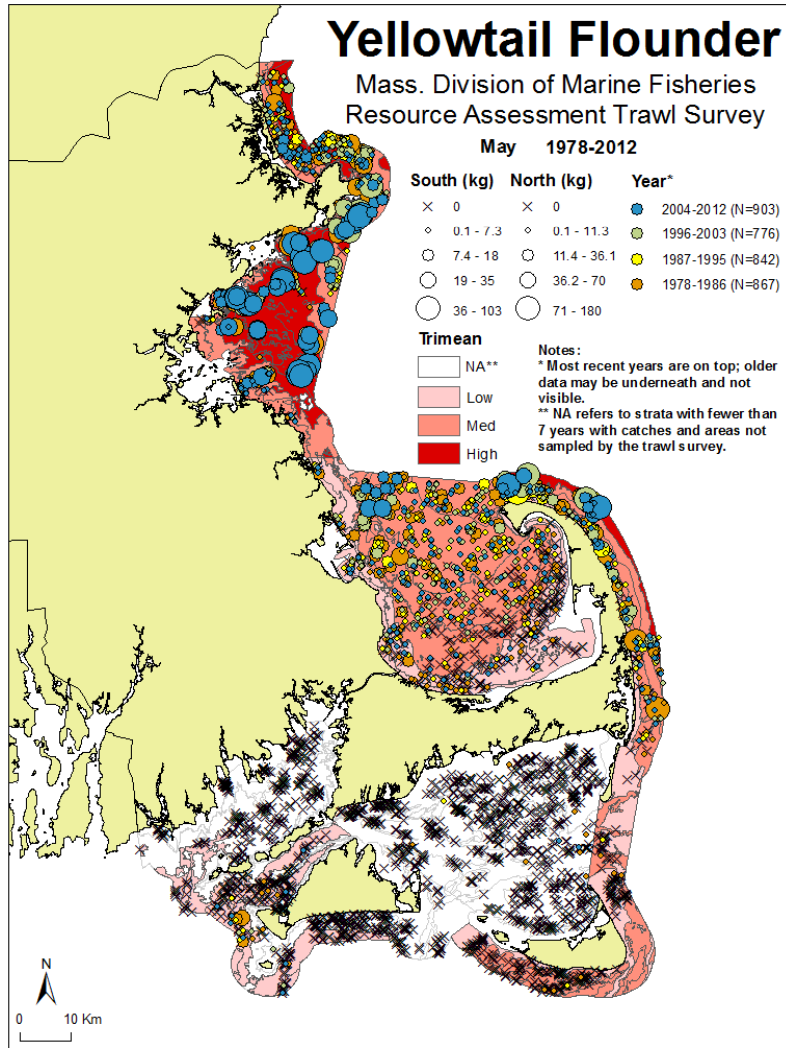 Yellowtail Flounder
Mass. Division of Marine Fisheries
Resource Assessment Trawl Survey
May 1978-2012
South (kg) North (kg) Year*
0 0 2004-2012 (N=903)
0.1 - 7.3 0.1 - 11.3 1996-2003 (N=776)
7.4 - 18 11.4 - 36.1 1987-1995 (N=842)
19 - 35 36.2 - 70 1978-1986 (N=867)
36 - 103 71 - 180
Trimean
NA**
Low
Med
High
Notes:
* Most recent years are on top; older
data may be underneath and not
visible.
** NA refers to strata with fewer than
7 years with catches and areas not
sampled by the trawl survey.
N
0 10 Km